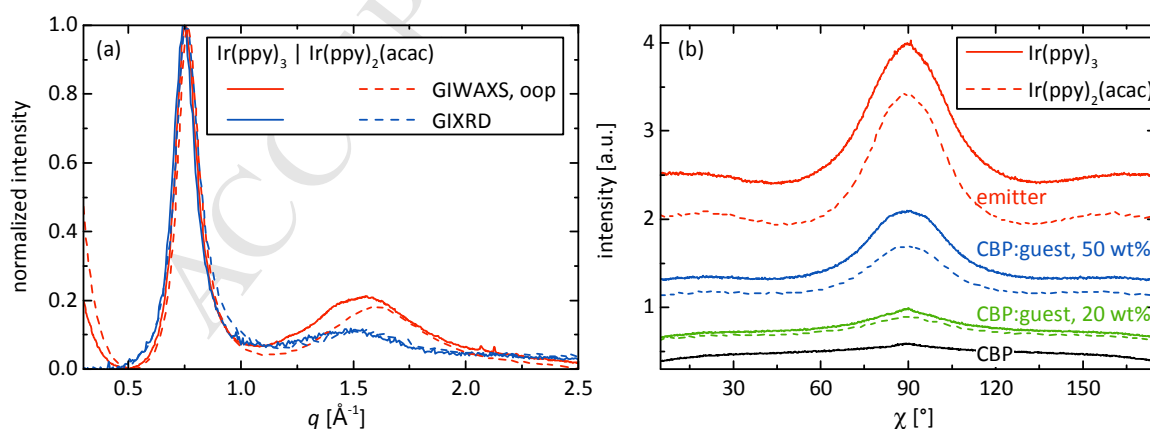 (a)
Ir(ppy)3 | Ir(ppy)2(acac)
GIWAXS, oop
GIXRD
normalized intensity
1.0
0.8
0.6
0.4
0.2
0.0
0.5 1.0 1.5 2.0 2.5
q [Å-1]
ACC
(b)
Ir(ppy)3
Ir(ppy)2(acac)
emitter
CBP:guest, 50 wt%
CBP:guest, 20 wt%
CBP
intensity [a.u.]
4
3
2
1
30 60 90 120 150
χ [°]